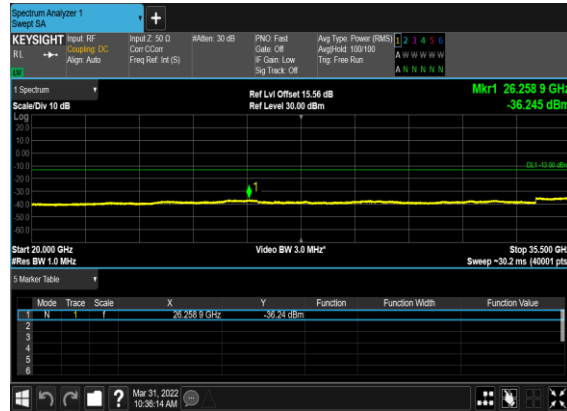 Spectrum Analyzer 1
Swept SA
KEYSIGHT Input: RF Input Z: 50 Ω #Atten: 30 dB PNO: Fast Avg Type: Power (RMS) 1 2 3 4 5 6
RL Coupling: DC Corr CCorr Gate: Off Avg|Hold: 100/100 A W W W W W
Align: Auto Freq Ref: Int (S) IF Gain: Low Trig: Free Run
Sig Track: Off A N N N N N
1 Spectrum
Ref Lvl Offset 15.56 dB Mkr1 26.258 9 GHz
Scale/Div 10 dB Ref Level 30.00 dBm -36.245 dBm
Log
20.0
10.0
0.00
-10.0 DL1 -13.00 dBm
-20.0
-30.0 1
-40.0
-50.0
-60.0
Start 20.000 GHz Video BW 3.0 MHz* Stop 35.500 GHz
#Res BW 1.0 MHz Sweep ~30.2 ms (40001 pts)
5 Marker Table
Mode Trace Scale X Y Function Function Width Function Value
1 N 1 f 26.258 9 GHz -36.24 dBm
2
3
4
5
6
? Mar 31, 2022
10:36:14 AM